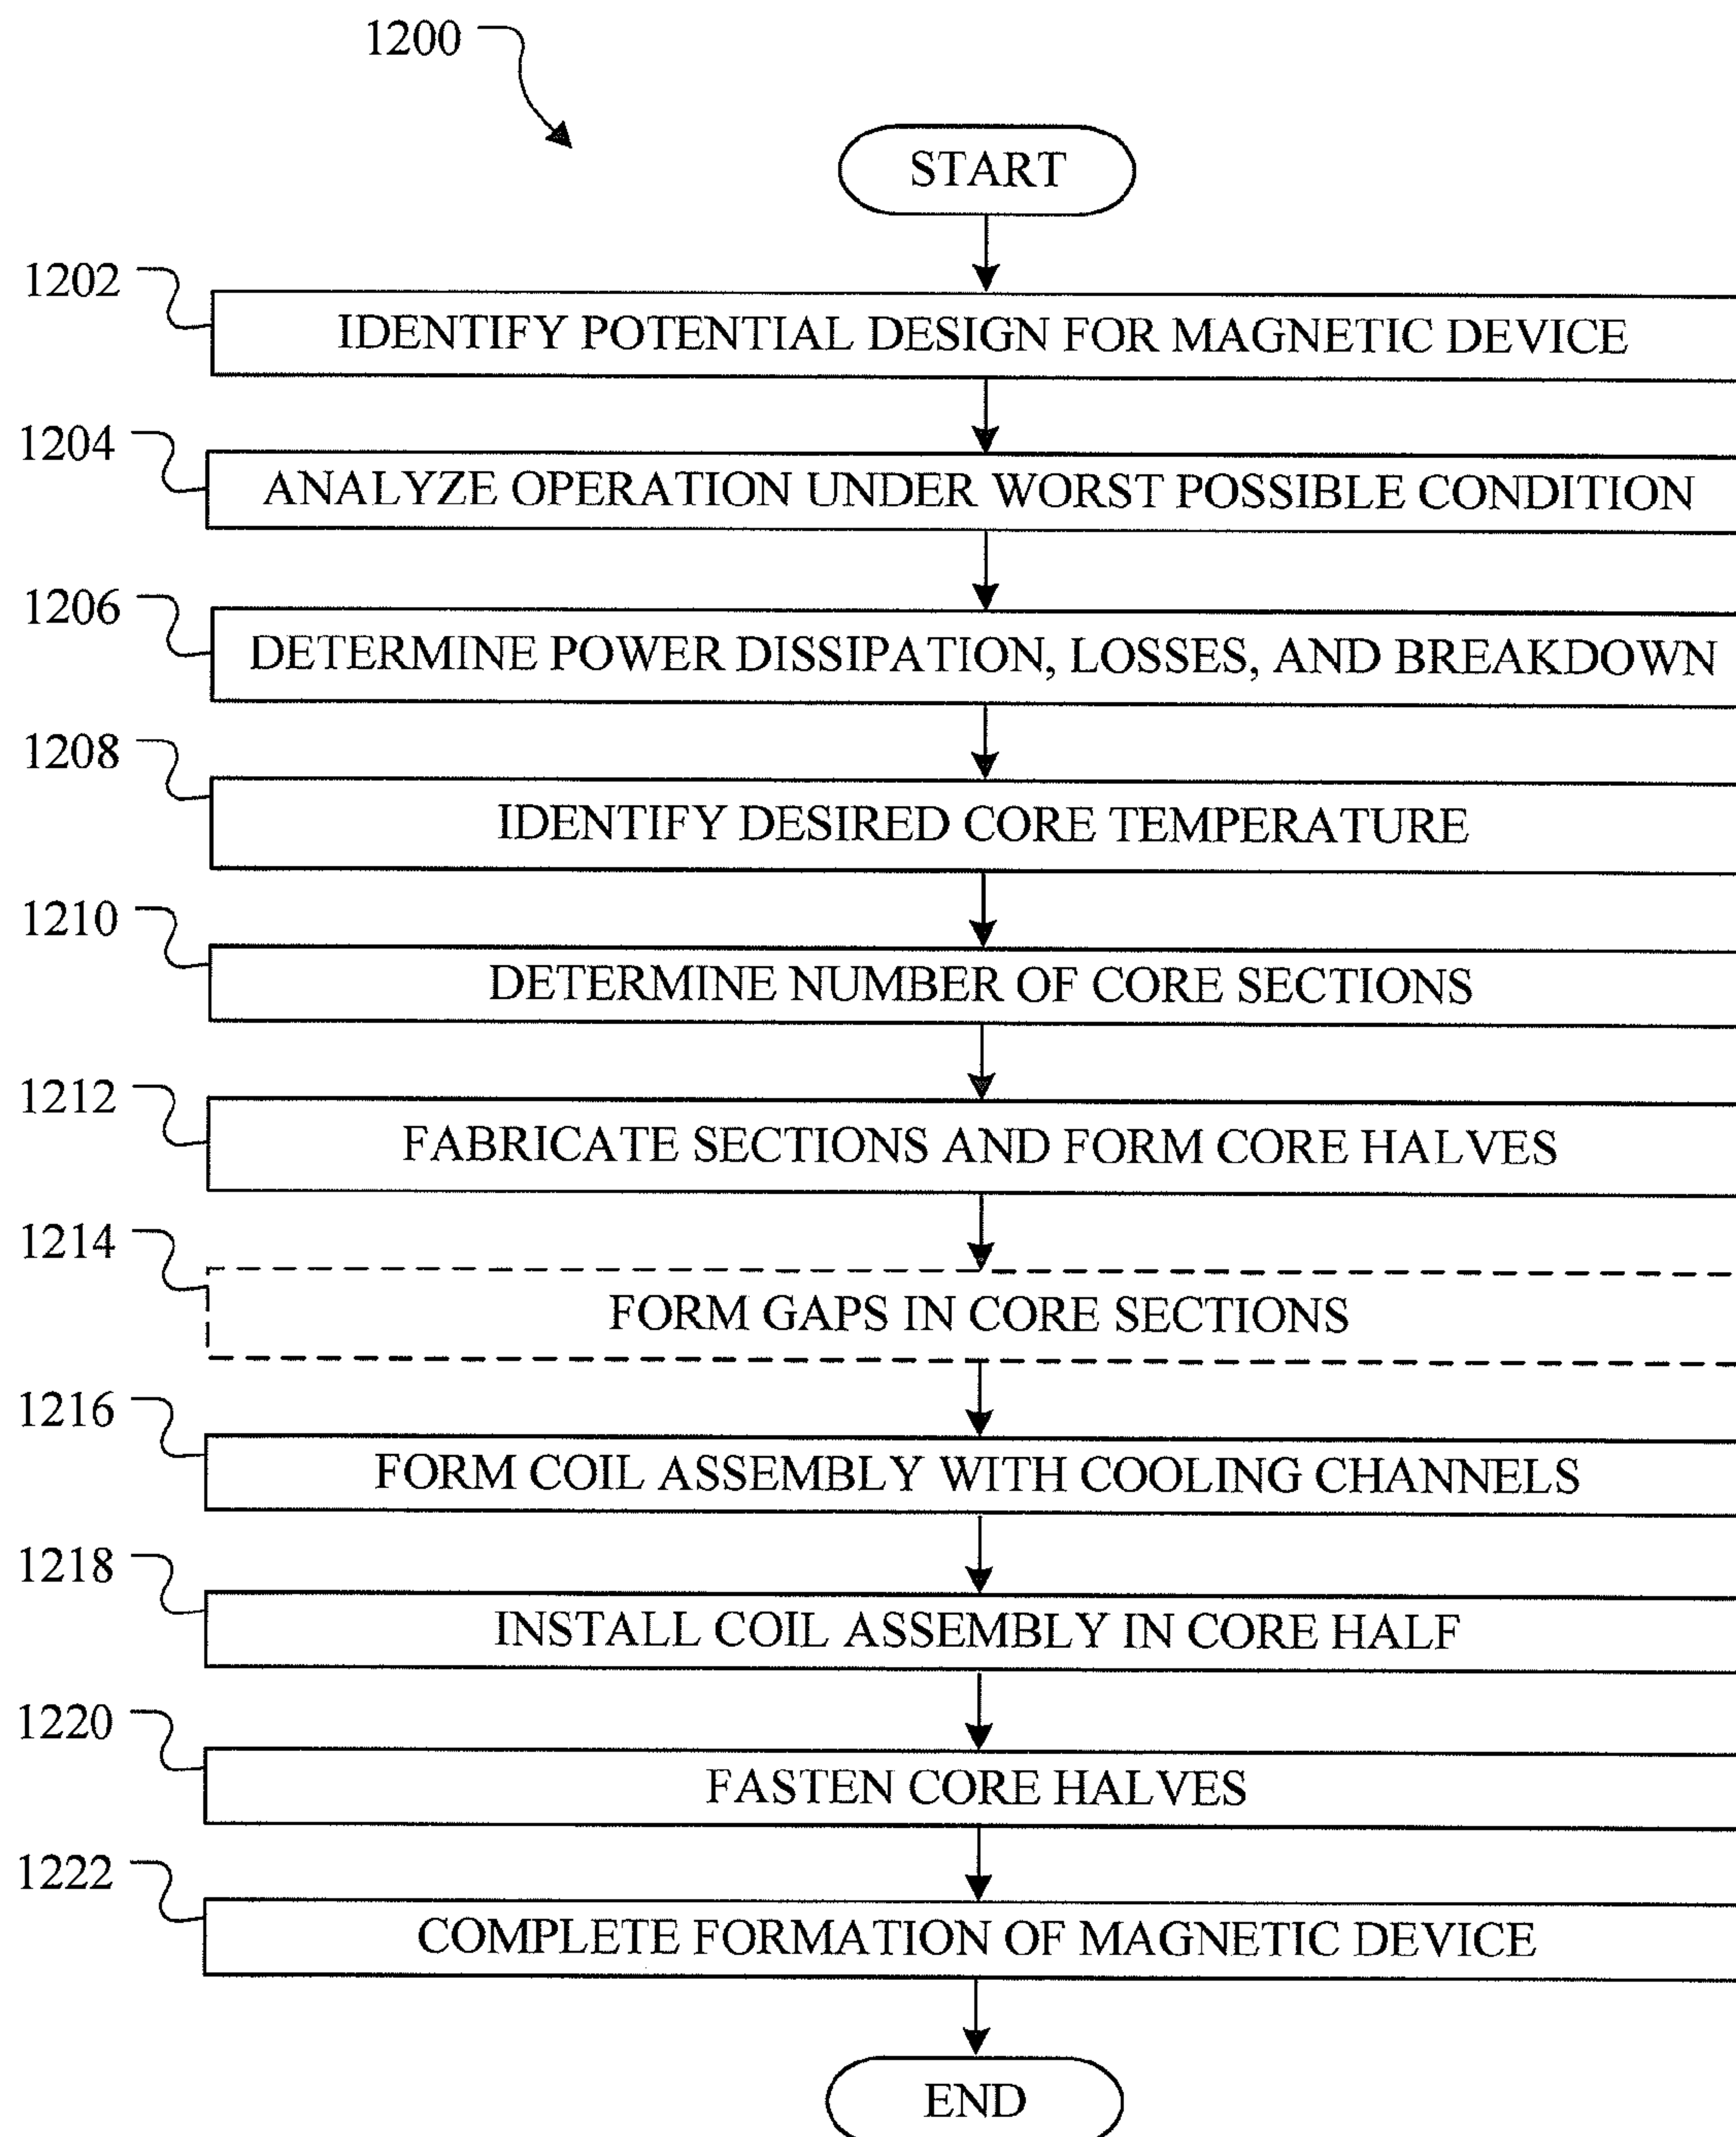 1200
START
1202
IDENTIFY POTENTIAL DESIGN FOR MAGNETIC DEVICE
1204
ANALYZE OPERATION UNDER WORST POSSIBLE CONDITION
1206
DETERMINE POWER DISSIPATION, LOSSES, AND BREAKDOWN
1208
IDENTIFY DESIRED CORE TEMPERATURE
1210
DETERMINE NUMBER OF CORE SECTIONS
1212
FABRICATE SECTIONS AND FORM CORE HALVES
1214
FORM GAPS IN CORE SECTIONS
1216
FORM COIL ASSEMBLY WITH COOLING CHANNELS
1218
INSTALL COIL ASSEMBLY IN CORE HALF
1220
FASTEN CORE HALVES
1222
COMPLETE FORMATION OF MAGNETIC DEVICE
END